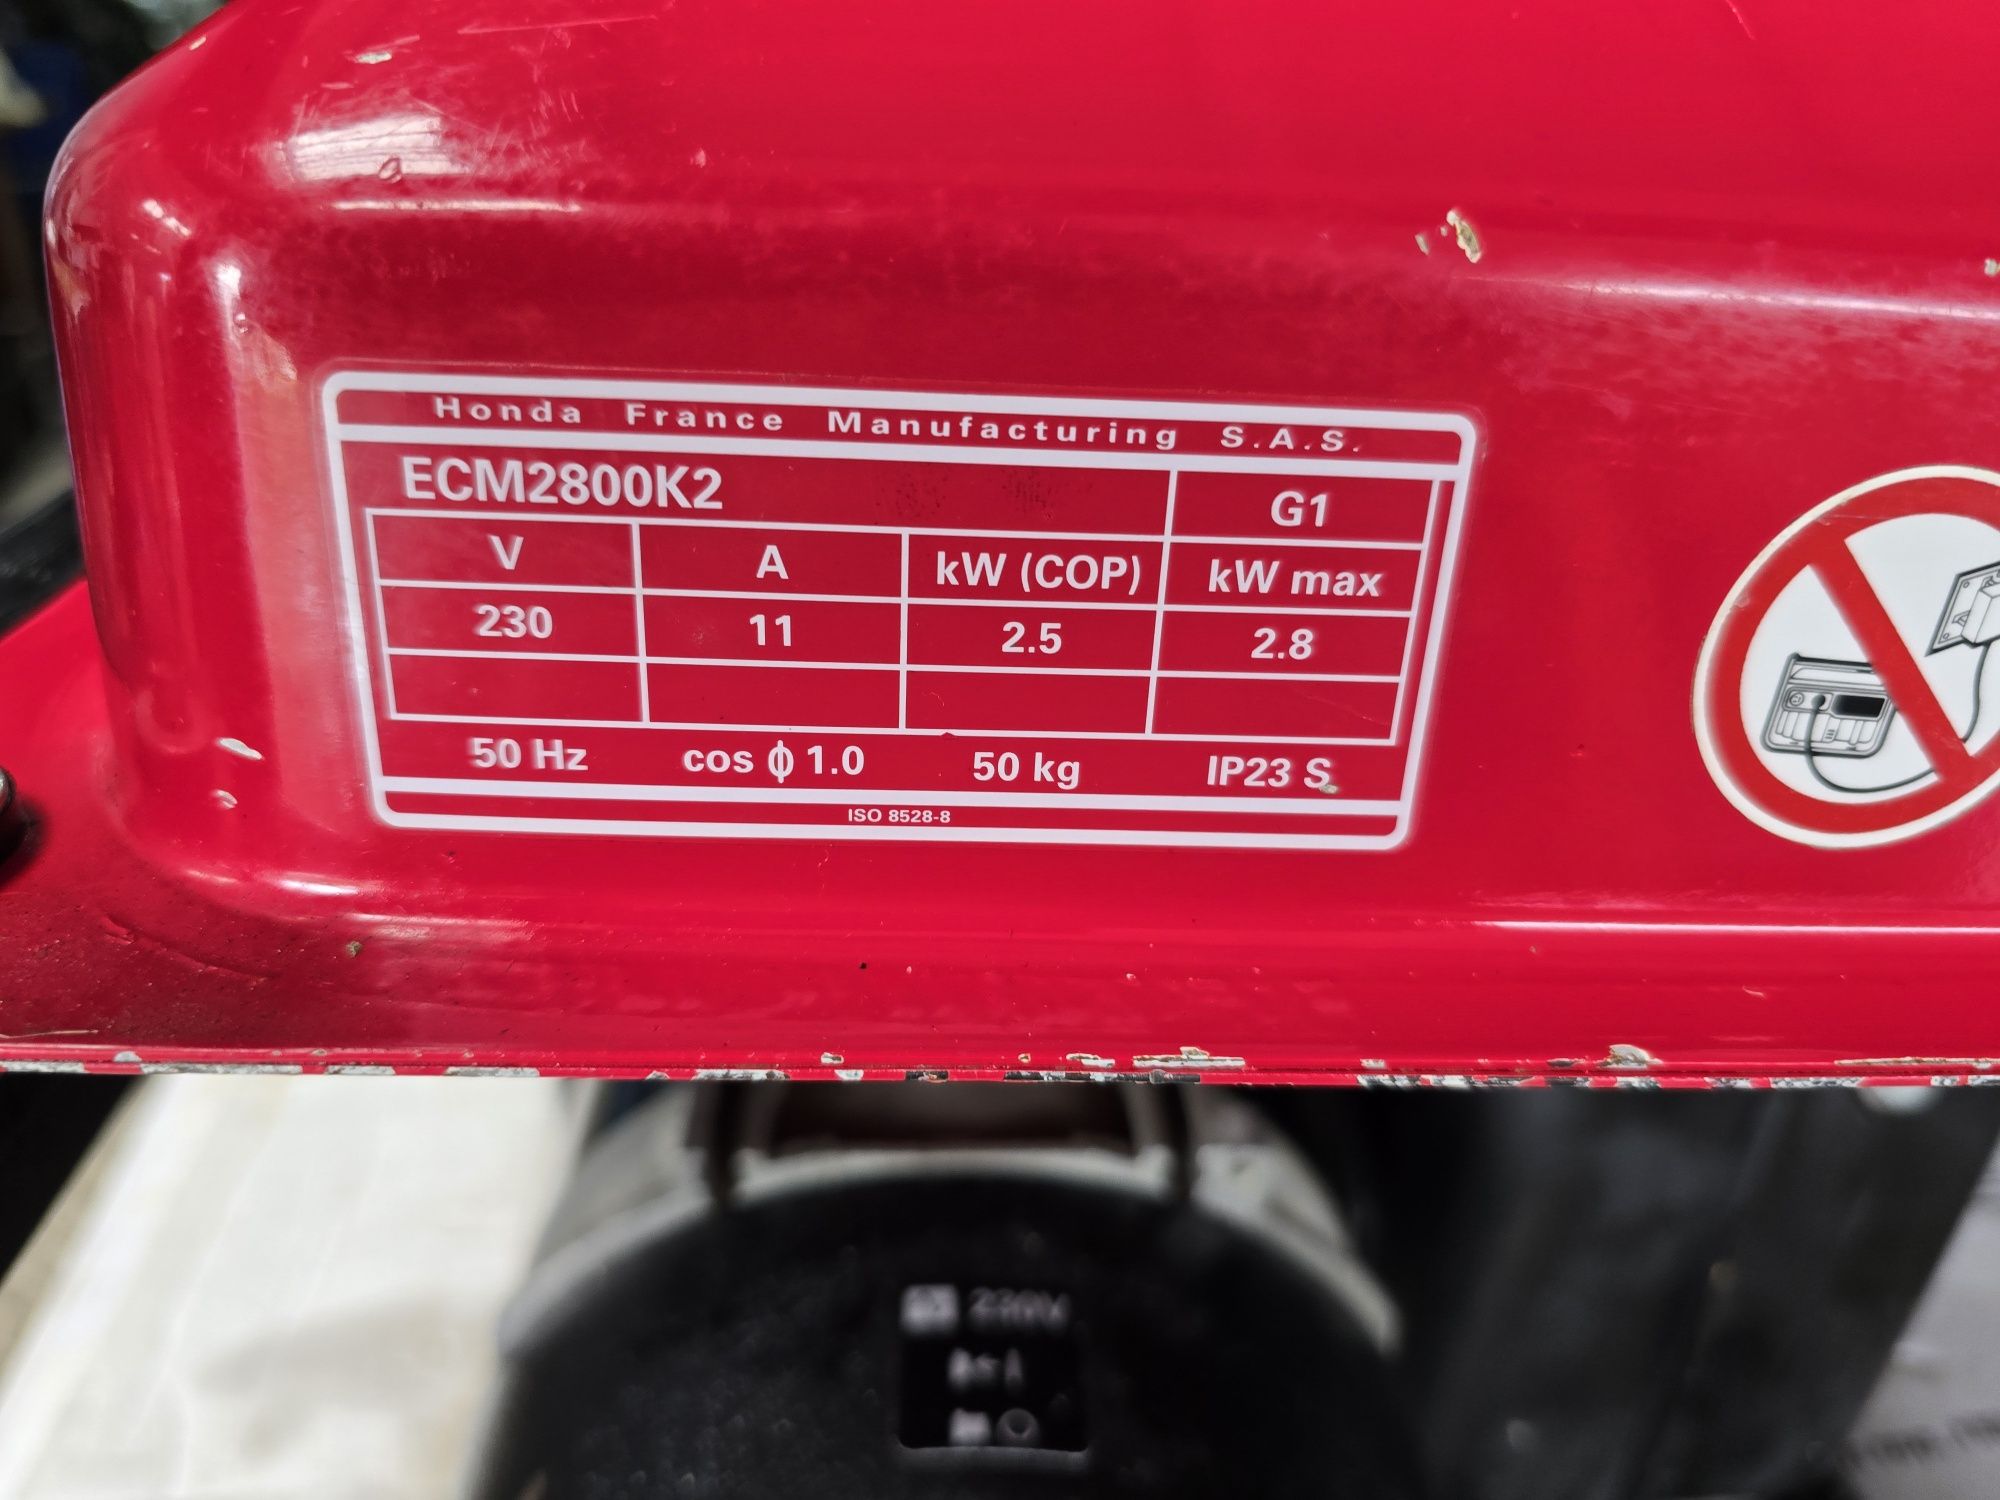 Honda France Manufacturing S.A.S.
ECM2800K2 G1
V A kW (COP) kW max
230 11 2.5 2.8
50 Hz cos ϕ 1.0 50 kg IP23 S
ISO 8528-8
230V